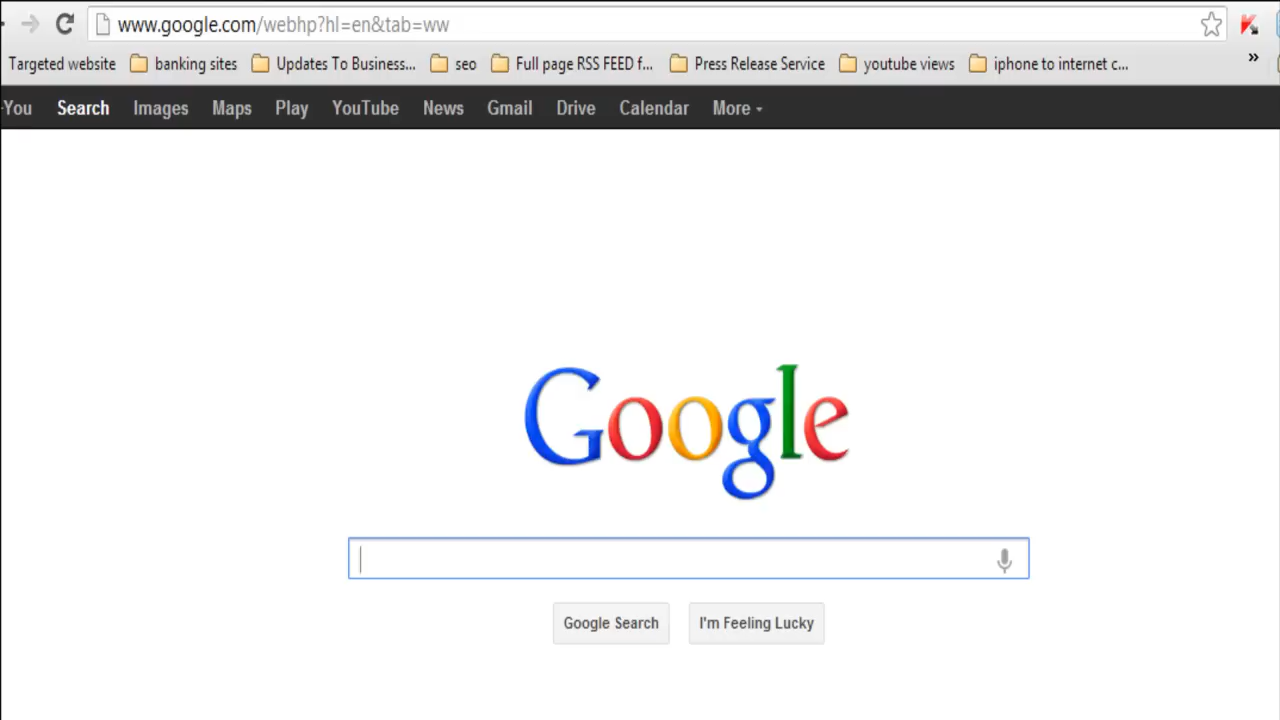 www.google.com/webhp?hl=en&tab=ww
Targeted website banking sites Updates To Business... seo Full page RSS FEED f... Press Release Service youtube views iphone to internet c... »
You Search Images Maps Play YouTube News Gmail Drive Calendar More
Google
Google Search I'm Feeling Lucky